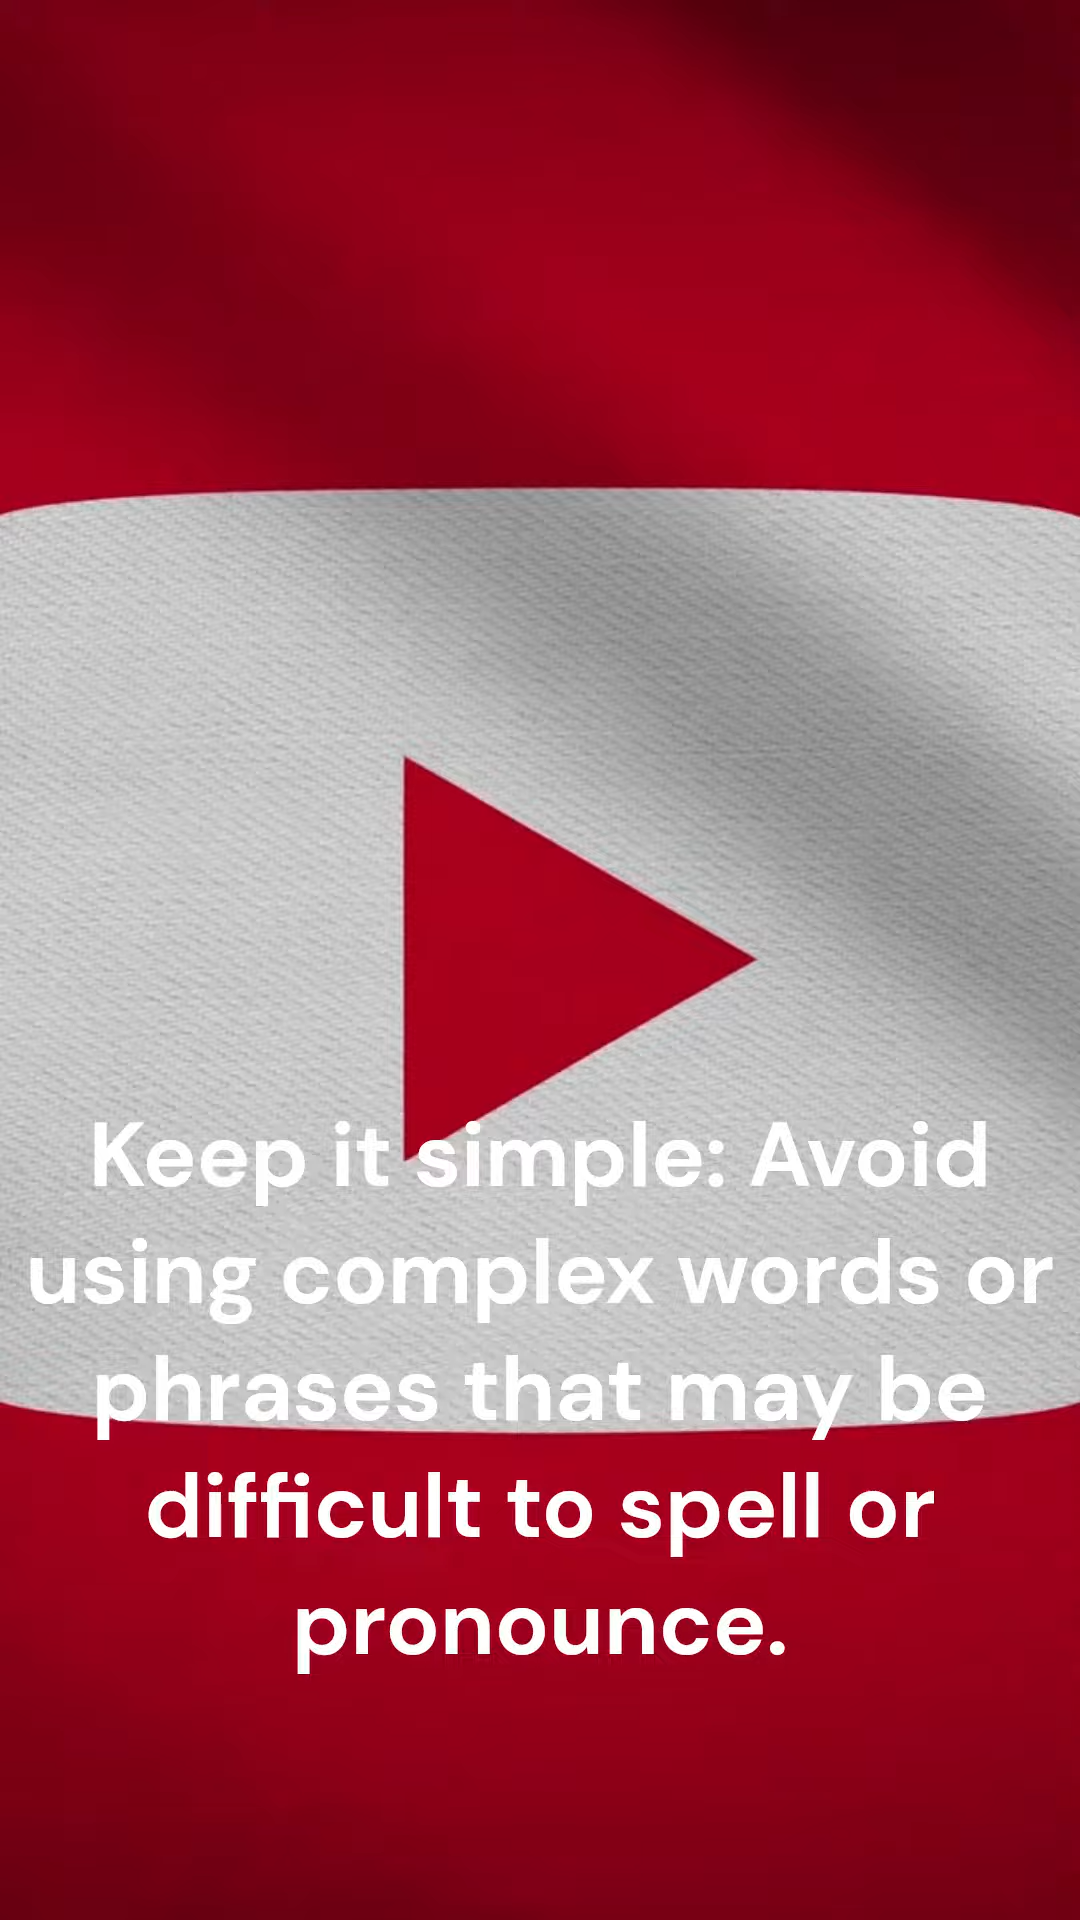 Keep it simple: Avoid
using complex words or
phrases that may be
difficult to spell or
pronounce.